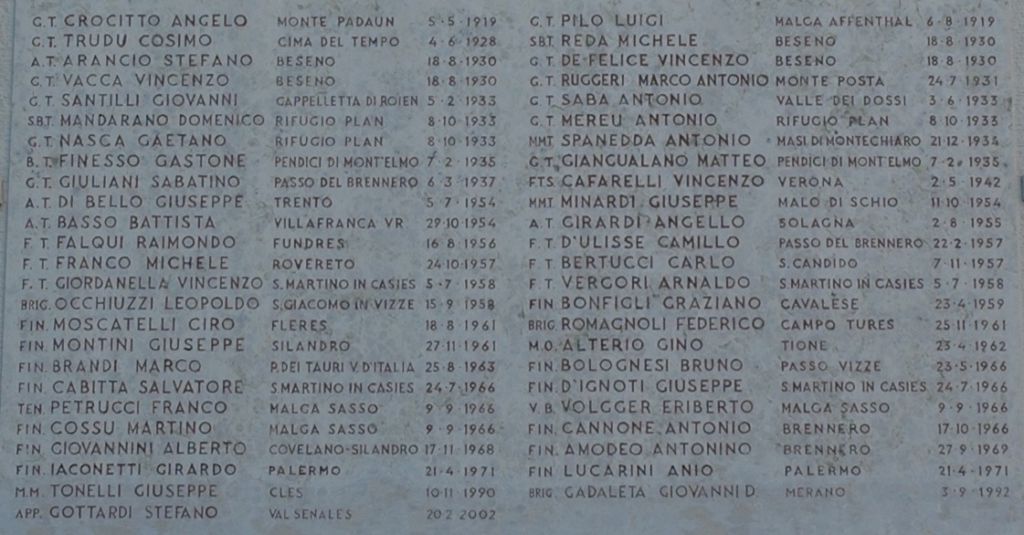 G.T. CROCITTO ANGELO MONTE PADAUN 5·5·1919
G.T. TRUDU COSIMO CIMA DEL TEMPO 4·6·1928
A.T. ARANCIO STEFANO BESENO 18·8·1930
G.T. VACCA VINCENZO BESENO 18·8·1930
G.T. SANTILLI GIOVANNI CAPPELLETTA DI ROIEN 5·2·1933
SBT. MANDARANO DOMENICO RIFUGIO PLAN 8·10·1933
G.T. NASCA GAETANO RIFUGIO PLAN 8·10·1933
B.T. FINESSO GASTONE PENDICI DI MONT'ELMO 7·2·1935
G.T. GIULIANI SABATINO PASSO DEL BRENNERO 6·3·1937
A.T. DI BELLO GIUSEPPE TRENTO 5·7·1954
A.T. BASSO BATTISTA VILLAFRANCA VR 29·10·1954
F.T. FALQUI RAIMONDO FUNDRES 16·8·1956
F.T. FRANCO MICHELE ROVERETO 24·10·1957
F.T. GIORDANELLA VINCENZO S.MARTINO IN CASIES 5·7·1958
BRIG. OCCHIUZZI LEOPOLDO S.GIACOMO IN VIZZE 15·9·1958
FIN. MOSCATELLI CIRO FLERES 18·8·1961
FIN. MONTINI GIUSEPPE SILANDRO 27·11·1961
FIN. BRANDI MARCO P.DEI TAURI V.D'ITALIA 25·8·1963
FIN. CABITTA SALVATORE S.MARTINO IN CASIES 24·7·1966
TEN. PETRUCCI FRANCO MALGA SASSO 9·9·1966
FIN. COSSU MARTINO MALGA SASSO 9·9·1966
FIN. GIOVANNINI ALBERTO COVELANO-SILANDRO 17·11·1968
FIN. IACONETTI GIRARDO PALERMO 21·4·1971
M.M. TONELLI GIUSEPPE CLES 10·11·1990
APP. GOTTARDI STEFANO VAL SENALES 20·2·2002
G.T. PILO LUIGI MALGA AFFENTHAL 6·8·1919
SBT. REDA MICHELE BESENO 18·8·1930
G.T. DE FELICE VINCENZO BESENO 18·8·1930
G.T. RUGGERI MARCO ANTONIO MONTE POSTA 24·7·1931
G.T. SABA ANTONIO VALLE DEI DOSSI 3·6·1933
G.T. MEREU ANTONIO RIFUGIO PLAN 8·10·1933
MMT SPANEDDA ANTONIO MASI DI MONTECHIARO 21·12·1934
G.T. GIANGUALANO MATTEO PENDICI DI MONT'ELMO 7·2·1935
FTS. CAFARELLI VINCENZO VERONA 2·5·1942
MMT MINARDI GIUSEPPE MALO DI SCHIO 11·10·1954
A.T. GIRARDI ANGELLO SOLAGNA 2·8·1955
F.T. D'ULISSE CAMILLO PASSO DEL BRENNERO 22·2·1957
F.T. BERTUCCI CARLO S.CANDIDO 7·11·1957
F.T. VERGORI ARNALDO S.MARTINO IN CASIES 5·7·1958
FIN. BONFIGLI GRAZIANO CAVALESE 23·4·1959
BRIG. ROMAGNOLI FEDERICO CAMPO TURES 25·11·1961
M.O. ALTERIO GINO TIONE 23·4·1962
FIN. BOLOGNESI BRUNO PASSO VIZZE 23·5·1966
FIN. D'IGNOTI GIUSEPPE S.MARTINO IN CASIES 24·7·1966
V.B. VOLGGER ERIBERTO MALGA SASSO 9·9·1966
FIN. CANNONE ANTONIO BRENNERO 17·10·1966
FIN. AMODEO ANTONINO BRENNERO 27·9·1969
FIN LUCARINI ANIO PALERMO 21·4·1971
BRIG. GADALETA GIOVANNI D. MERANO 3·9·1992